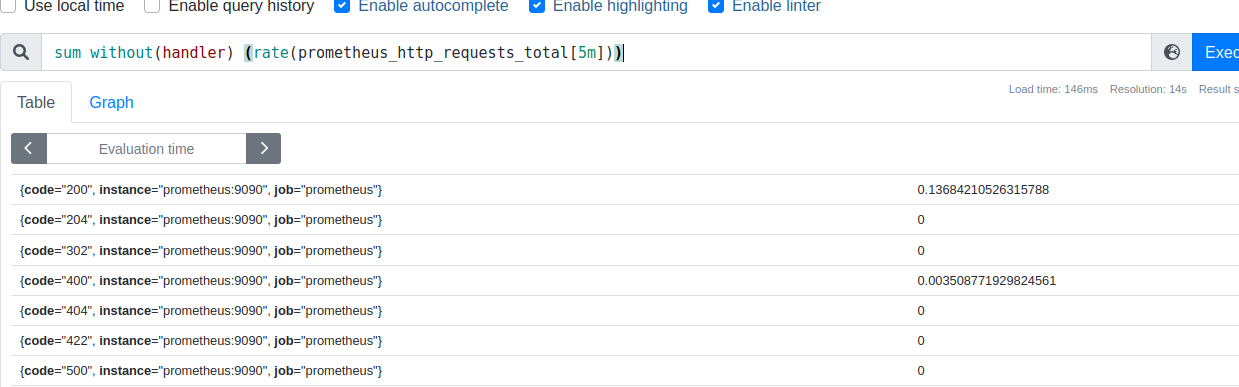 Use local time Enable query history Enable autocomplete Enable highlighting Enable linter
sum without(handler) (rate(prometheus_http_requests_total[5m]))
Exec
Load time: 146ms Resolution: 14s Result s
Table Graph
Evaluation time
{code="200", instance="prometheus:9090", job="prometheus"} 0.13684210526315788
{code="204", instance="prometheus:9090", job="prometheus"} 0
{code="302", instance="prometheus:9090", job="prometheus"} 0
{code="400", instance="prometheus:9090", job="prometheus"} 0.003508771929824561
{code="404", instance="prometheus:9090", job="prometheus"} 0
{code="422", instance="prometheus:9090", job="prometheus"} 0
{code="500", instance="prometheus:9090", job="prometheus"} 0